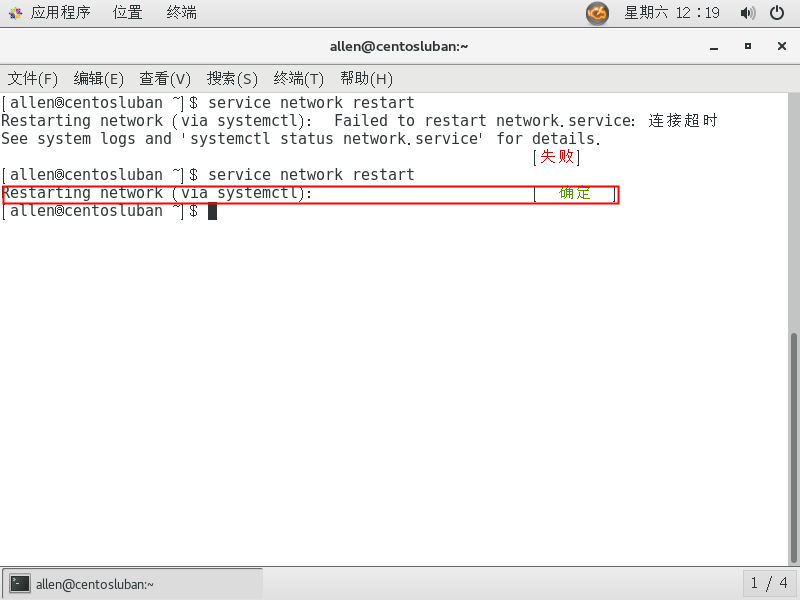 应用程序 位置 终端 星期六 12：19
allen@centosluban:~
文件(F) 编辑(E) 查看(V) 搜索(S) 终端(T) 帮助(H)
[allen@centosluban ~]$ service network restart
Restarting network (via systemctl):  Failed to restart network.service: 连接超时
See system logs and 'systemctl status network.service' for details.
[失败]
[allen@centosluban ~]$ service network restart
Restarting network (via systemctl): [  确定  ]
[allen@centosluban ~]$
allen@centosluban:~ 1 / 4